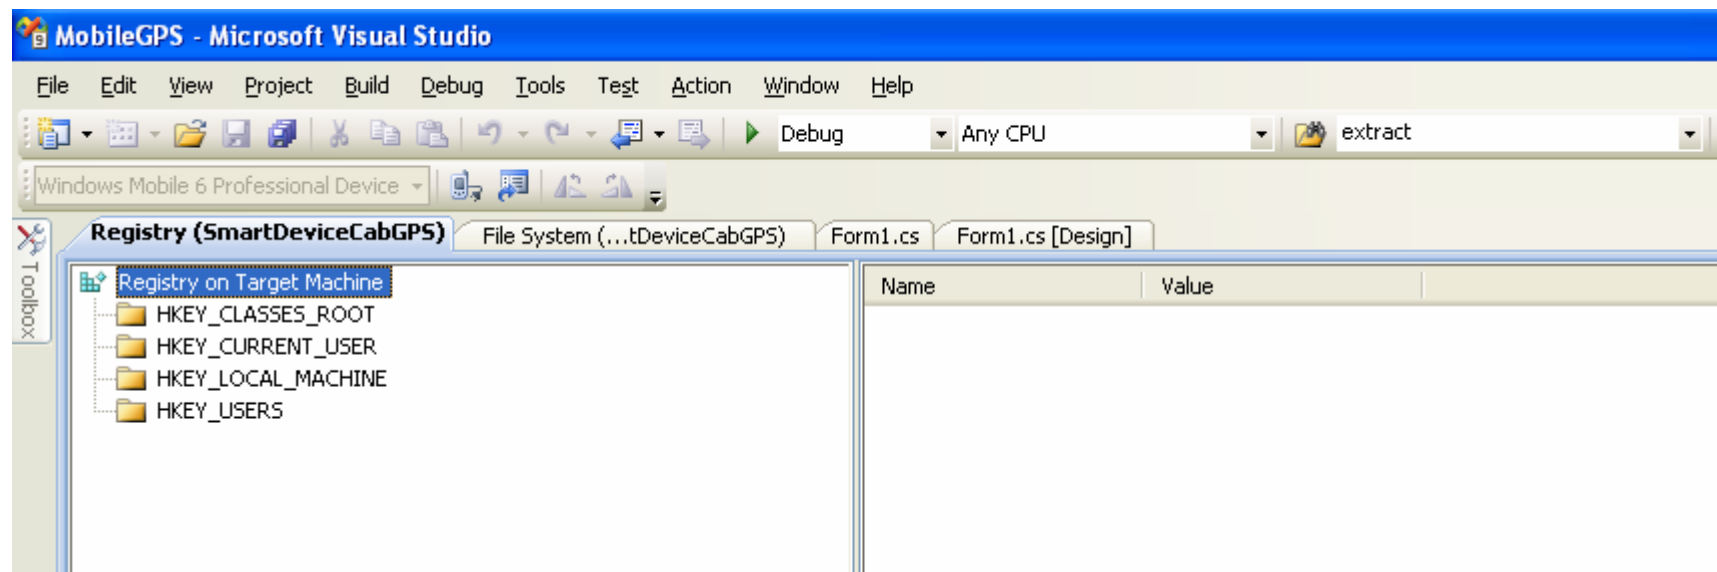 MobileGPS - Microsoft Visual Studio
File Edit View Project Build Debug Tools Test Action Window Help
Debug Any CPU extract
Windows Mobile 6 Professional Device
Registry (SmartDeviceCabGPS) File System (...tDeviceCabGPS) Form1.cs Form1.cs [Design]
Toolbox
Registry on Target Machine
HKEY_CLASSES_ROOT
HKEY_CURRENT_USER
HKEY_LOCAL_MACHINE
HKEY_USERS
Name Value